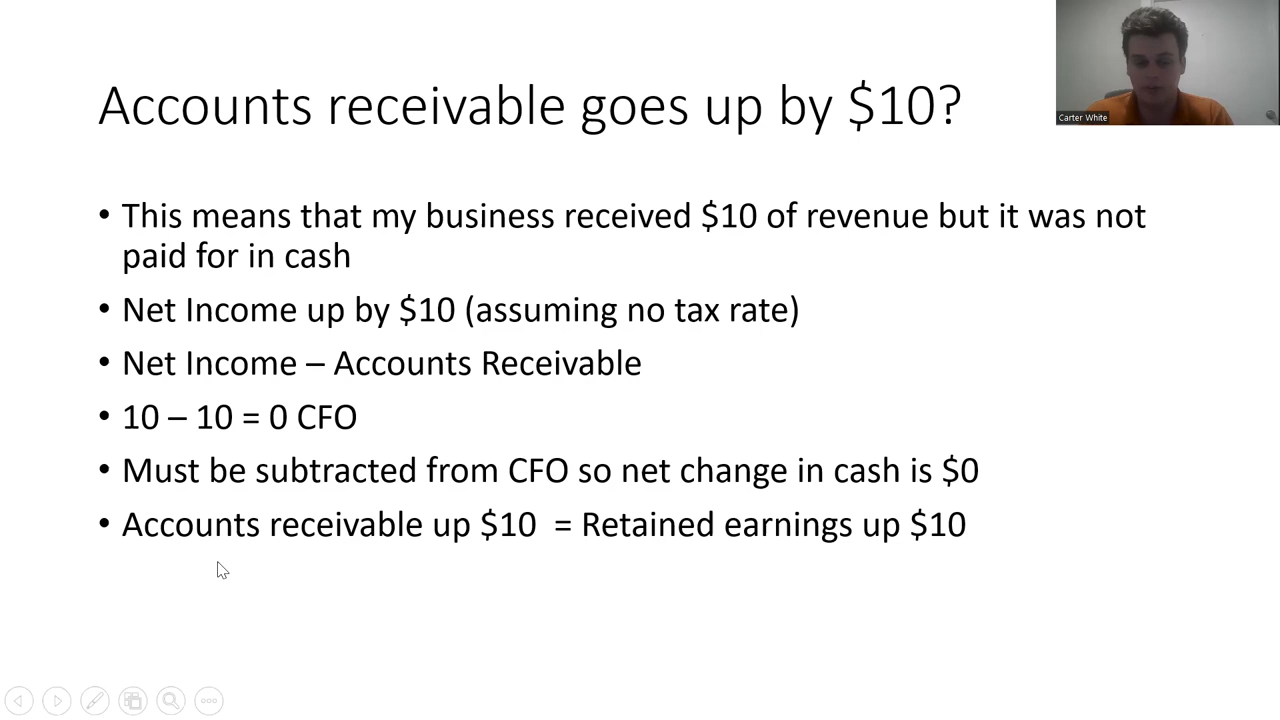 Accounts receivable goes up by $10?
Carter White
• This means that my business received $10 of revenue but it was not
paid for in cash
• Net Income up by $10 (assuming no tax rate)
• Net Income – Accounts Receivable
• 10 – 10 = 0 CFO
• Must be subtracted from CFO so net change in cash is $0
• Accounts receivable up $10  = Retained earnings up $10